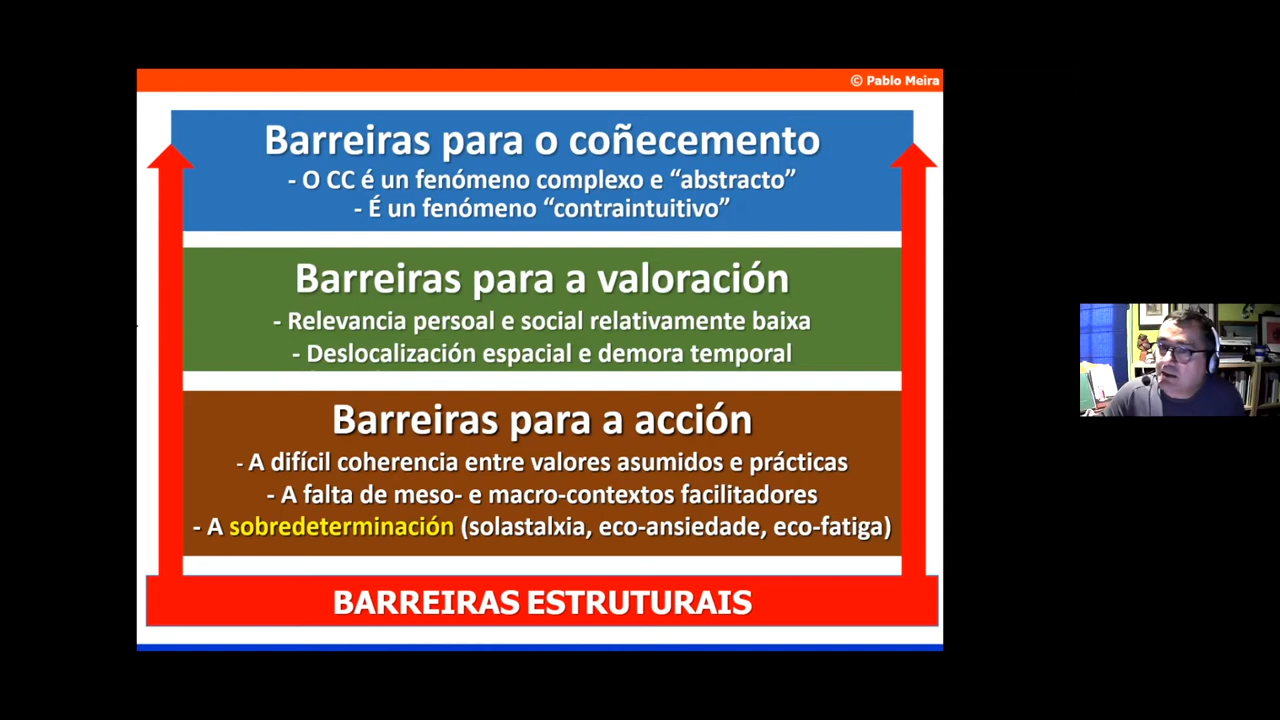 © Pablo Meira
Barreiras para o coñecemento
- O CC é un fenómeno complexo e “abstracto”
- É un fenómeno “contraintuitivo”
Barreiras para a valoración
- Relevancia persoal e social relativamente baixa
- Deslocalización espacial e demora temporal
Barreiras para a acción
- A difícil coherencia entre valores asumidos e prácticas
- A falta de meso- e macro-contextos facilitadores
- A sobredeterminación (solastalxia, eco-ansiedade, eco-fatiga)
BARREIRAS ESTRUTURAIS